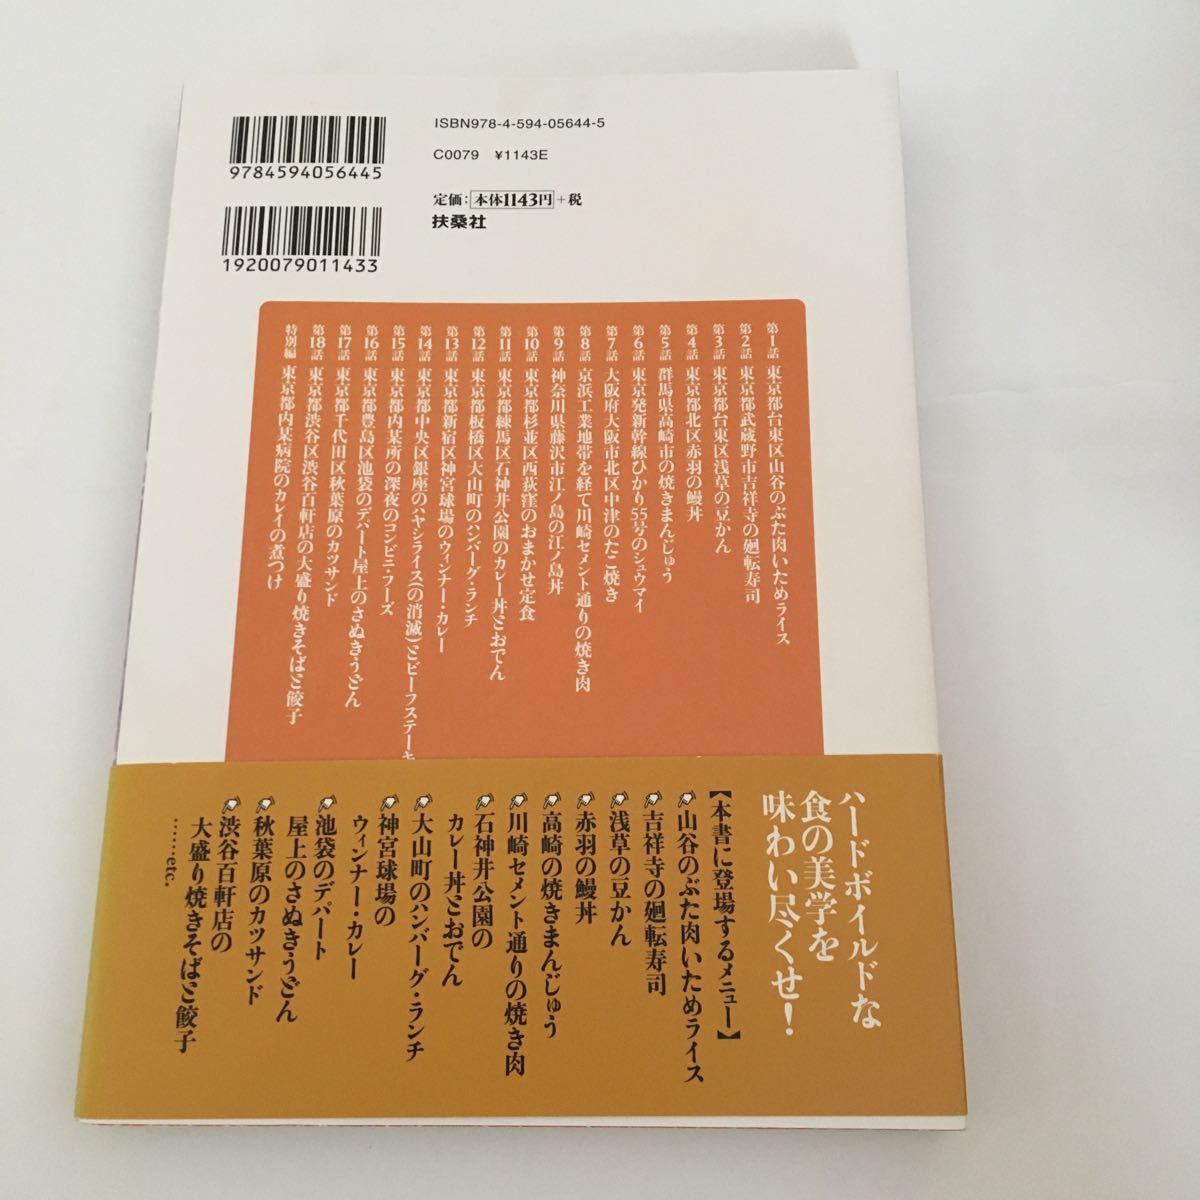 ISBN978-4-594-05644-5
C0079 ¥1143E
9784594056445
定価：本体1143円＋税
扶桑社
1920079011433
第1話 東京都台東区山谷のぶた肉いためライス
第2話 東京都武蔵野市吉祥寺の廻転寿司
第3話 東京都台東区浅草の豆かん
第4話 東京都北区赤羽の鰻丼
第5話 群馬県高崎市の焼きまんじゅう
第6話 東京発新幹線ひかり55号のシュウマイ
第7話 大阪府大阪市北区中津のたこ焼き
第8話 京浜工業地帯を経て川崎セメント通りの焼き肉
第9話 神奈川県藤沢市江ノ島の江ノ島丼
第10話 東京都杉並区西荻窪のおまかせ定食
第11話 東京都練馬区石神井公園のカレー丼とおでん
第12話 東京都板橋区大山町のハンバーグ・ランチ
第13話 東京都新宿区神宮球場のウィンナー・カレー
第14話 東京都中央区銀座のハヤシライス（の消滅）とビーフステーキ
第15話 東京都内某所の深夜のコンビニ・フーズ
第16話 東京都豊島区池袋のデパート屋上のさぬきうどん
第17話 東京都千代田区秋葉原のカツサンド
第18話 東京都渋谷区渋谷百軒店の大盛り焼きそばと餃子
特別編 東京都内某病院のカレイの煮つけ
ハードボイルドな
食の美学を
味わい尽くせ！
【本書に登場するメニュー】
山谷のぶた肉いためライス
吉祥寺の廻転寿司
浅草の豆かん
赤羽の鰻丼
高崎の焼きまんじゅう
川崎セメント通りの焼き肉
石神井公園の
カレー丼とおでん
大山町のハンバーグ・ランチ
神宮球場の
ウィンナー・カレー
池袋のデパート
屋上のさぬきうどん
秋葉原のカツサンド
渋谷百軒店の
大盛り焼きそばと餃子
……etc.